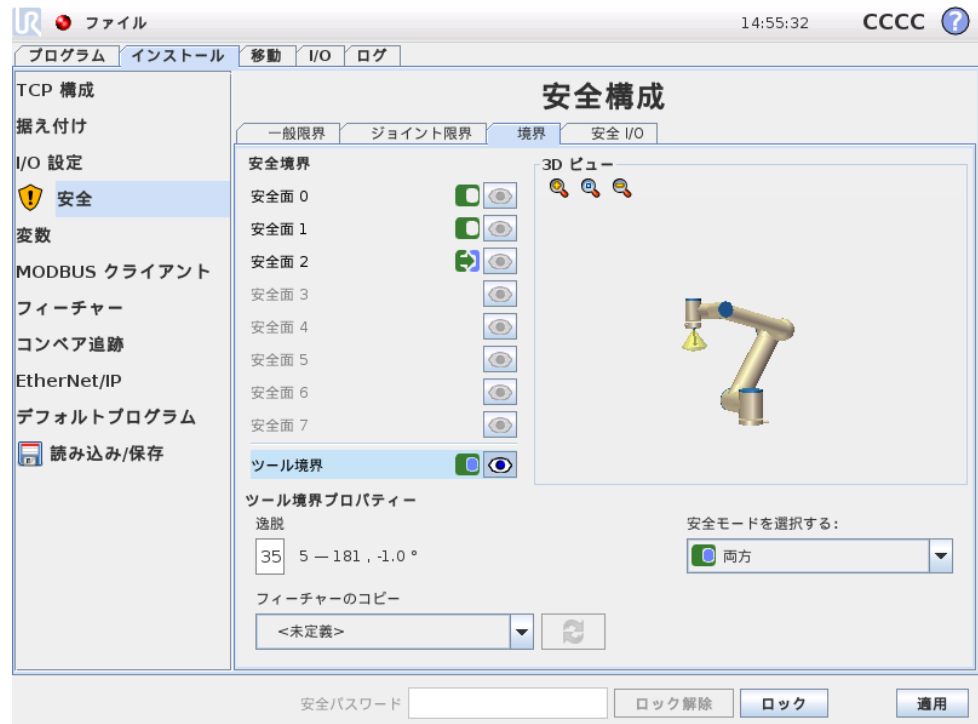 UR ファイル 14:55:32 CCCC ?
プログラム インストール 移動 I/O ログ
TCP 構成
据え付け
I/O 設定
安全
変数
MODBUS クライアント
フィーチャー
コンベア追跡
EtherNet/IP
デフォルトプログラム
読み込み/保存
安全構成
一般限界 ジョイント限界 境界 安全 I/O
安全境界
安全面 0
安全面 1
安全面 2
安全面 3
安全面 4
安全面 5
安全面 6
安全面 7
ツール境界
3D ビュー
ツール境界プロパティー
逸脱
35 5 — 181 , -1.0 °
フィーチャーのコピー
<未定義>
安全モードを選択する:
両方
安全パスワード ロック解除 ロック 適用